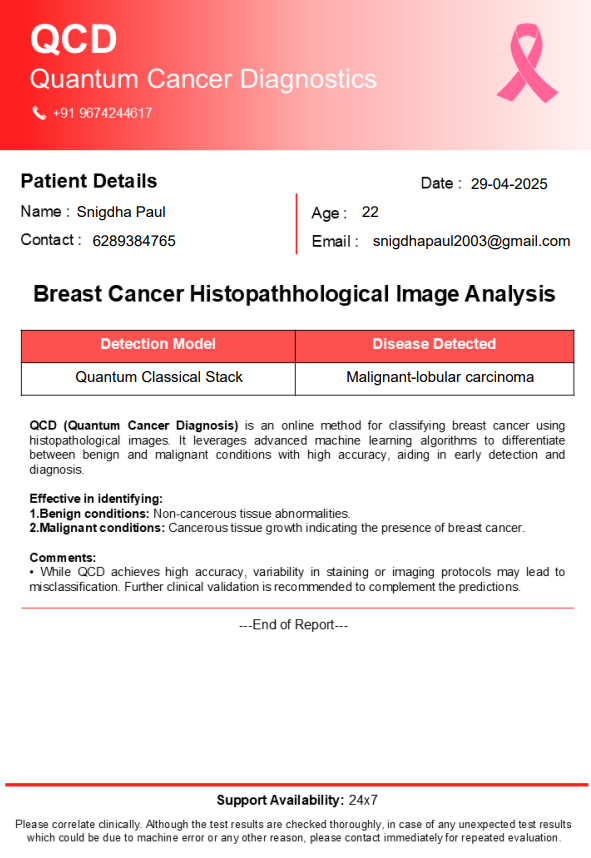 QCD
Quantum Cancer Diagnostics
+91 9674244617
Patient Details
Date : 29-04-2025
Name : Snigdha Paul
Age : 22
Contact : 6289384765
Email : snigdhapaul2003@gmail.com
Breast Cancer Histopathhological Image Analysis
Detection Model Disease Detected
Quantum Classical Stack Malignant-lobular carcinoma
QCD (Quantum Cancer Diagnosis) is an online method for classifying breast cancer using
histopathological images. It leverages advanced machine learning algorithms to differentiate
between benign and malignant conditions with high accuracy, aiding in early detection and
diagnosis.
Effective in identifying:
1.Benign conditions: Non-cancerous tissue abnormalities.
2.Malignant conditions: Cancerous tissue growth indicating the presence of breast cancer.
Comments:
• While QCD achieves high accuracy, variability in staining or imaging protocols may lead to
misclassification. Further clinical validation is recommended to complement the predictions.
---End of Report---
Support Availability: 24x7
Please correlate clinically. Although the test results are checked thoroughly, in case of any unexpected test results
which could be due to machine error or any other reason, please contact immediately for repeated evaluation.